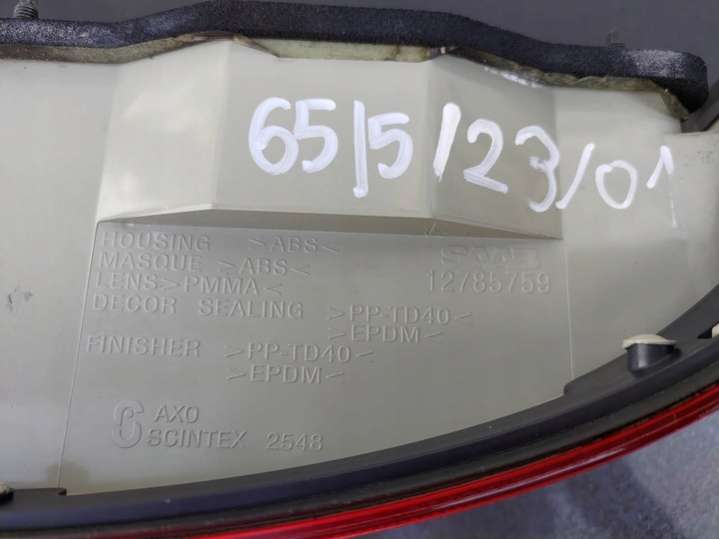 65/5/23/01
HOUSING >ABS<
MASQUE >ABS<
LENS >PMMA<
DECOR SEALING >PP-TD40<
>EPDM<
FINISHER >PP-TD40<
>EPDM<
SAAB
12785759
G AXO
SCINTEX 2548